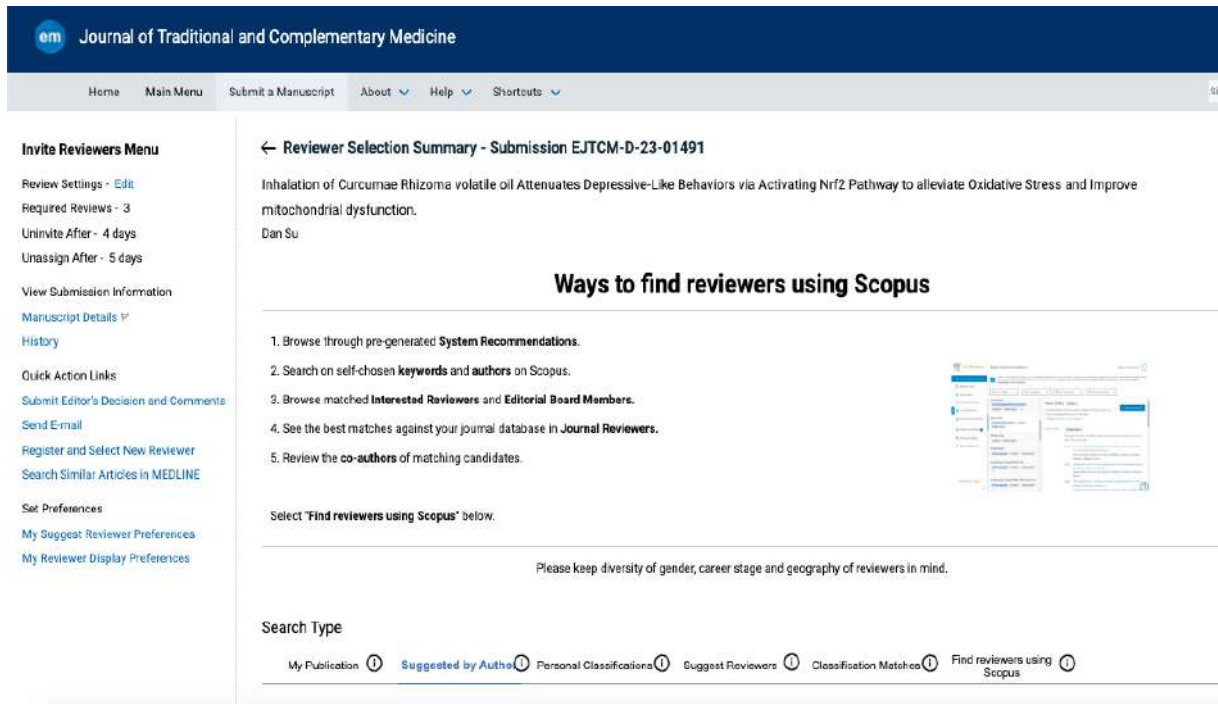 em Journal of Traditional and Complementary Medicine
Home Main Menu Submit a Manuscript About Help Shortcuts
Invite Reviewers Menu
Review Settings - Edit
Required Reviews - 3
Uninvite After - 4 days
Unassign After - 5 days
View Submission Information
Manuscript Details
History
Quick Action Links
Submit Editor's Decision and Comments
Send E-mail
Register and Select New Reviewer
Search Similar Articles in MEDLINE
Set Preferences
My Suggest Reviewer Preferences
My Reviewer Display Preferences
← Reviewer Selection Summary - Submission EJTCM-D-23-01491
Inhalation of Curcumae Rhizoma volatile oil Attenuates Depressive-Like Behaviors via Activating Nrf2 Pathway to alleviate Oxidative Stress and Improve
mitochondrial dysfunction.
Dan Su
Ways to find reviewers using Scopus
1. Browse through pre-generated System Recommendations.
2. Search on self-chosen keywords and authors on Scopus.
3. Browse matched Interested Reviewers and Editorial Board Members.
4. See the best matches against your journal database in Journal Reviewers.
5. Review the co-authors of matching candidates.
Select "Find reviewers using Scopus" below.
Please keep diversity of gender, career stage and geography of reviewers in mind.
Search Type
My Publication Suggested by Autho Personal Classifications Suggest Reviewers Classification Matches Find reviewers using
Scopus